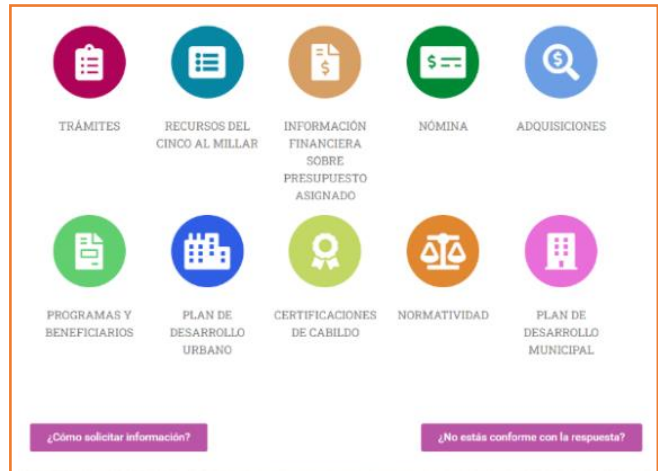 TRÁMITES
RECURSOS DEL
CINCO AL MILLAR
INFORMACIÓN
FINANCIERA
SOBRE
PRESUPUESTO
ASIGNADO
NÓMINA
ADQUISICIONES
PROGRAMAS Y
BENEFICIARIOS
PLAN DE
DESARROLLO
URBANO
CERTIFICACIONES
DE CABILDO
NORMATIVIDAD
PLAN DE
DESARROLLO
MUNICIPAL
¿Cómo solicitar información?
¿No estás conforme con la respuesta?